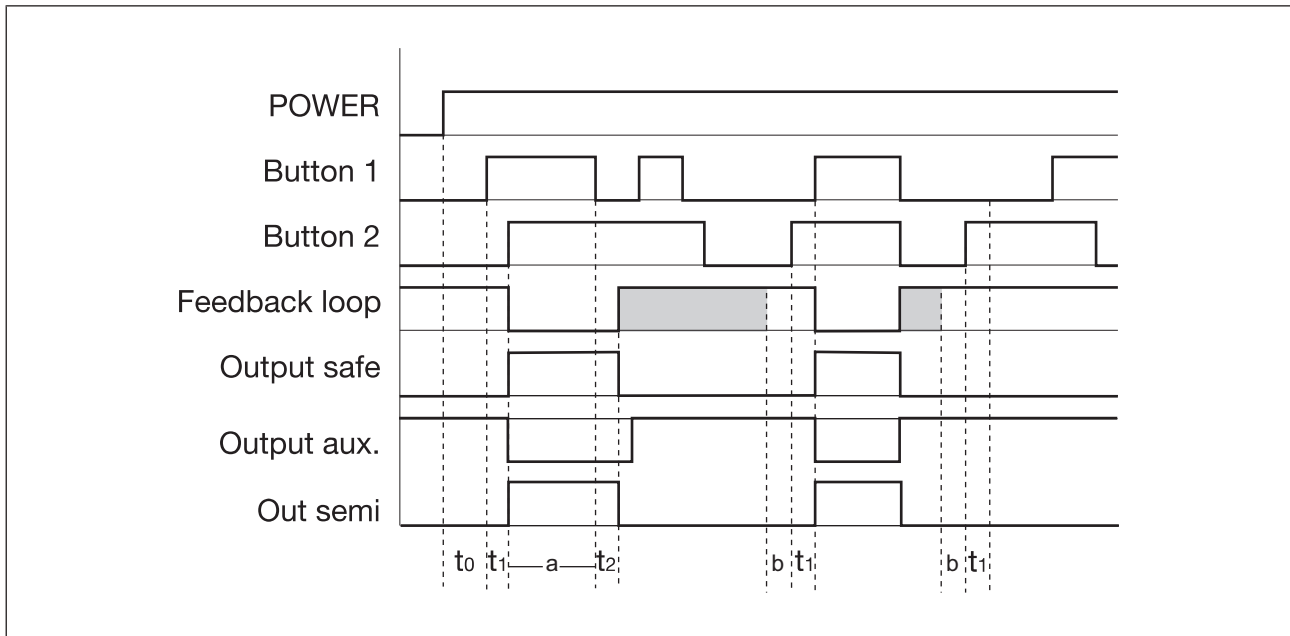 POWER
Button 1
Button 2
Feedback loop
Output safe
Output aux.
Out semi
t0 t1 a t2 b t1 b t1